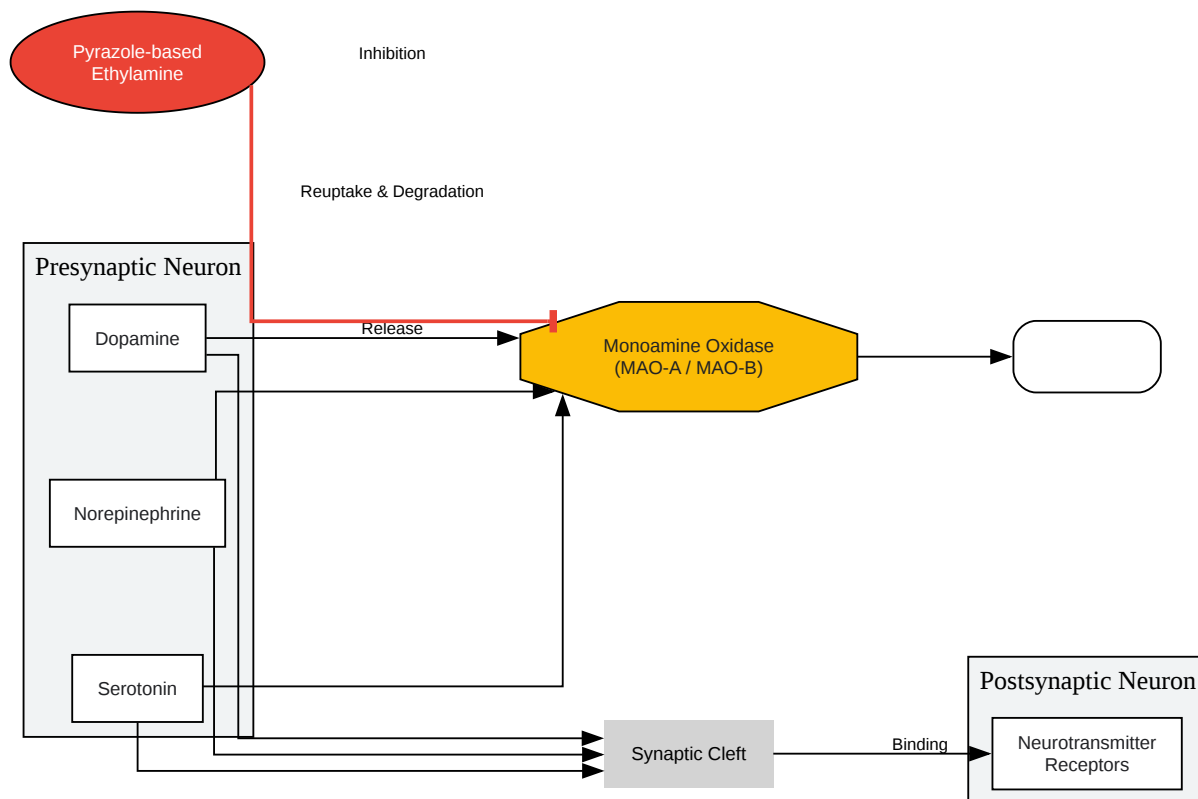 Pyrazole-based
Ethylamine
Inhibition
Reuptake & Degradation
Presynaptic Neuron
Dopamine
Release
Monoamine Oxidase
(MAO-A / MAO-B)
Norepinephrine
Serotonin
Synaptic Cleft
Binding
Postsynaptic Neuron
Neurotransmitter
Receptors